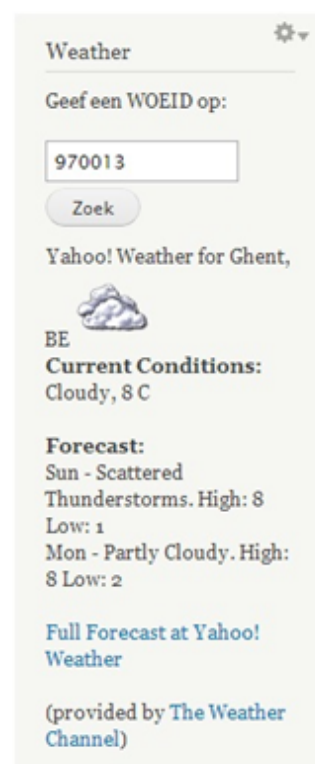 Weather
Geef een WOEID op:
970013
Zoek
Yahoo! Weather for Ghent,
BE
Current Conditions:
Cloudy, 8 C
Forecast:
Sun - Scattered
Thunderstorms. High: 8
Low: 1
Mon - Partly Cloudy. High:
8 Low: 2
Full Forecast at Yahoo!
Weather
(provided by The Weather
Channel)